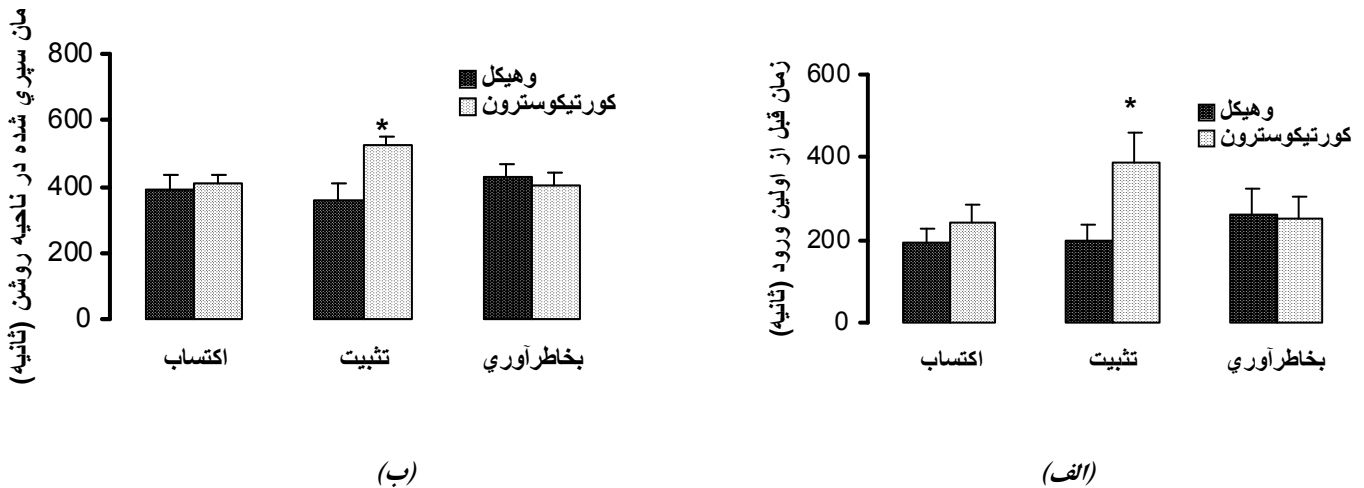 زمان قبل از اولين ورود (ثانيه)
600
400
200
0
وهيكل
كورتيكوسترون
*
اكتساب
تثبيت
بخاطرآوري
(الف)
مان سپري شده در ناحيه روشن (ثانيه)
800
600
400
200
0
وهيكل
كورتيكوسترون
*
اكتساب
تثبيت
بخاطرآوري
(ب)